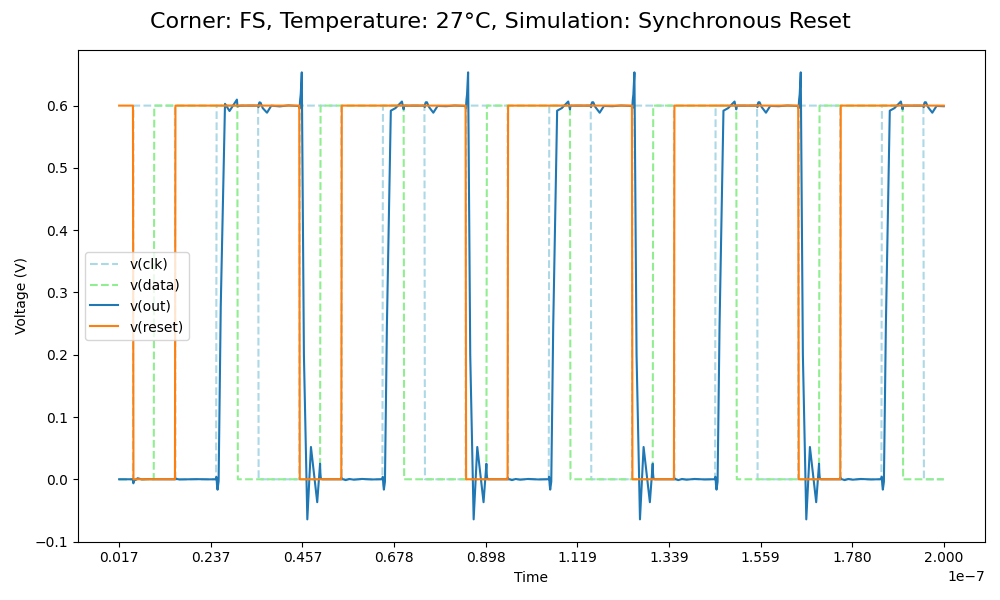 Corner: FS, Temperature: 27°C, Simulation: Synchronous Reset
Voltage (V)
0.6
0.5
0.4
0.3
0.2
0.1
0.0
−0.1
v(clk)
v(data)
v(out)
v(reset)
0.017
0.237
0.457
0.678
0.898
1.119
1.339
1.559
1.780
2.000
1e−7
Time